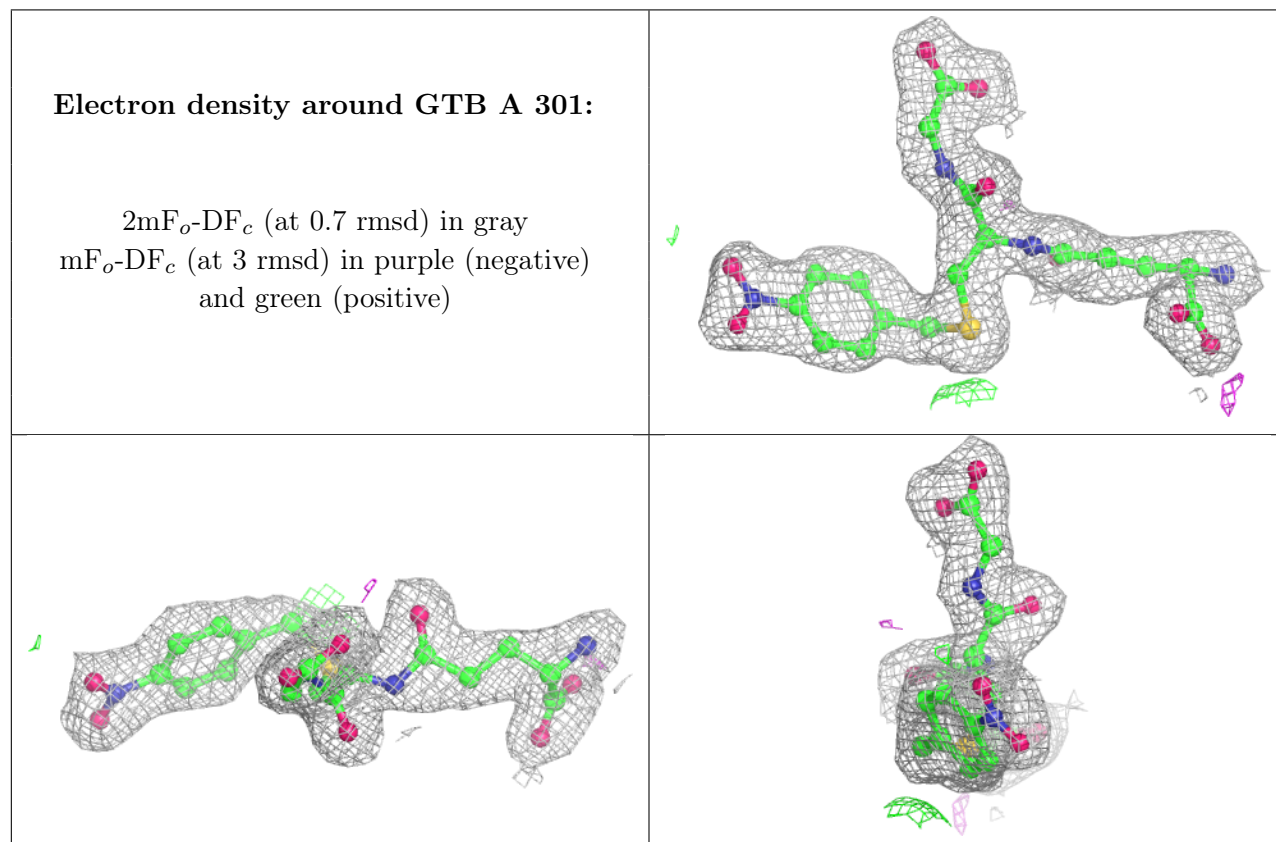 Electron density around GTB A 301:
2mFo-DFc (at 0.7 rmsd) in gray
mFo-DFc (at 3 rmsd) in purple (negative)
and green (positive)